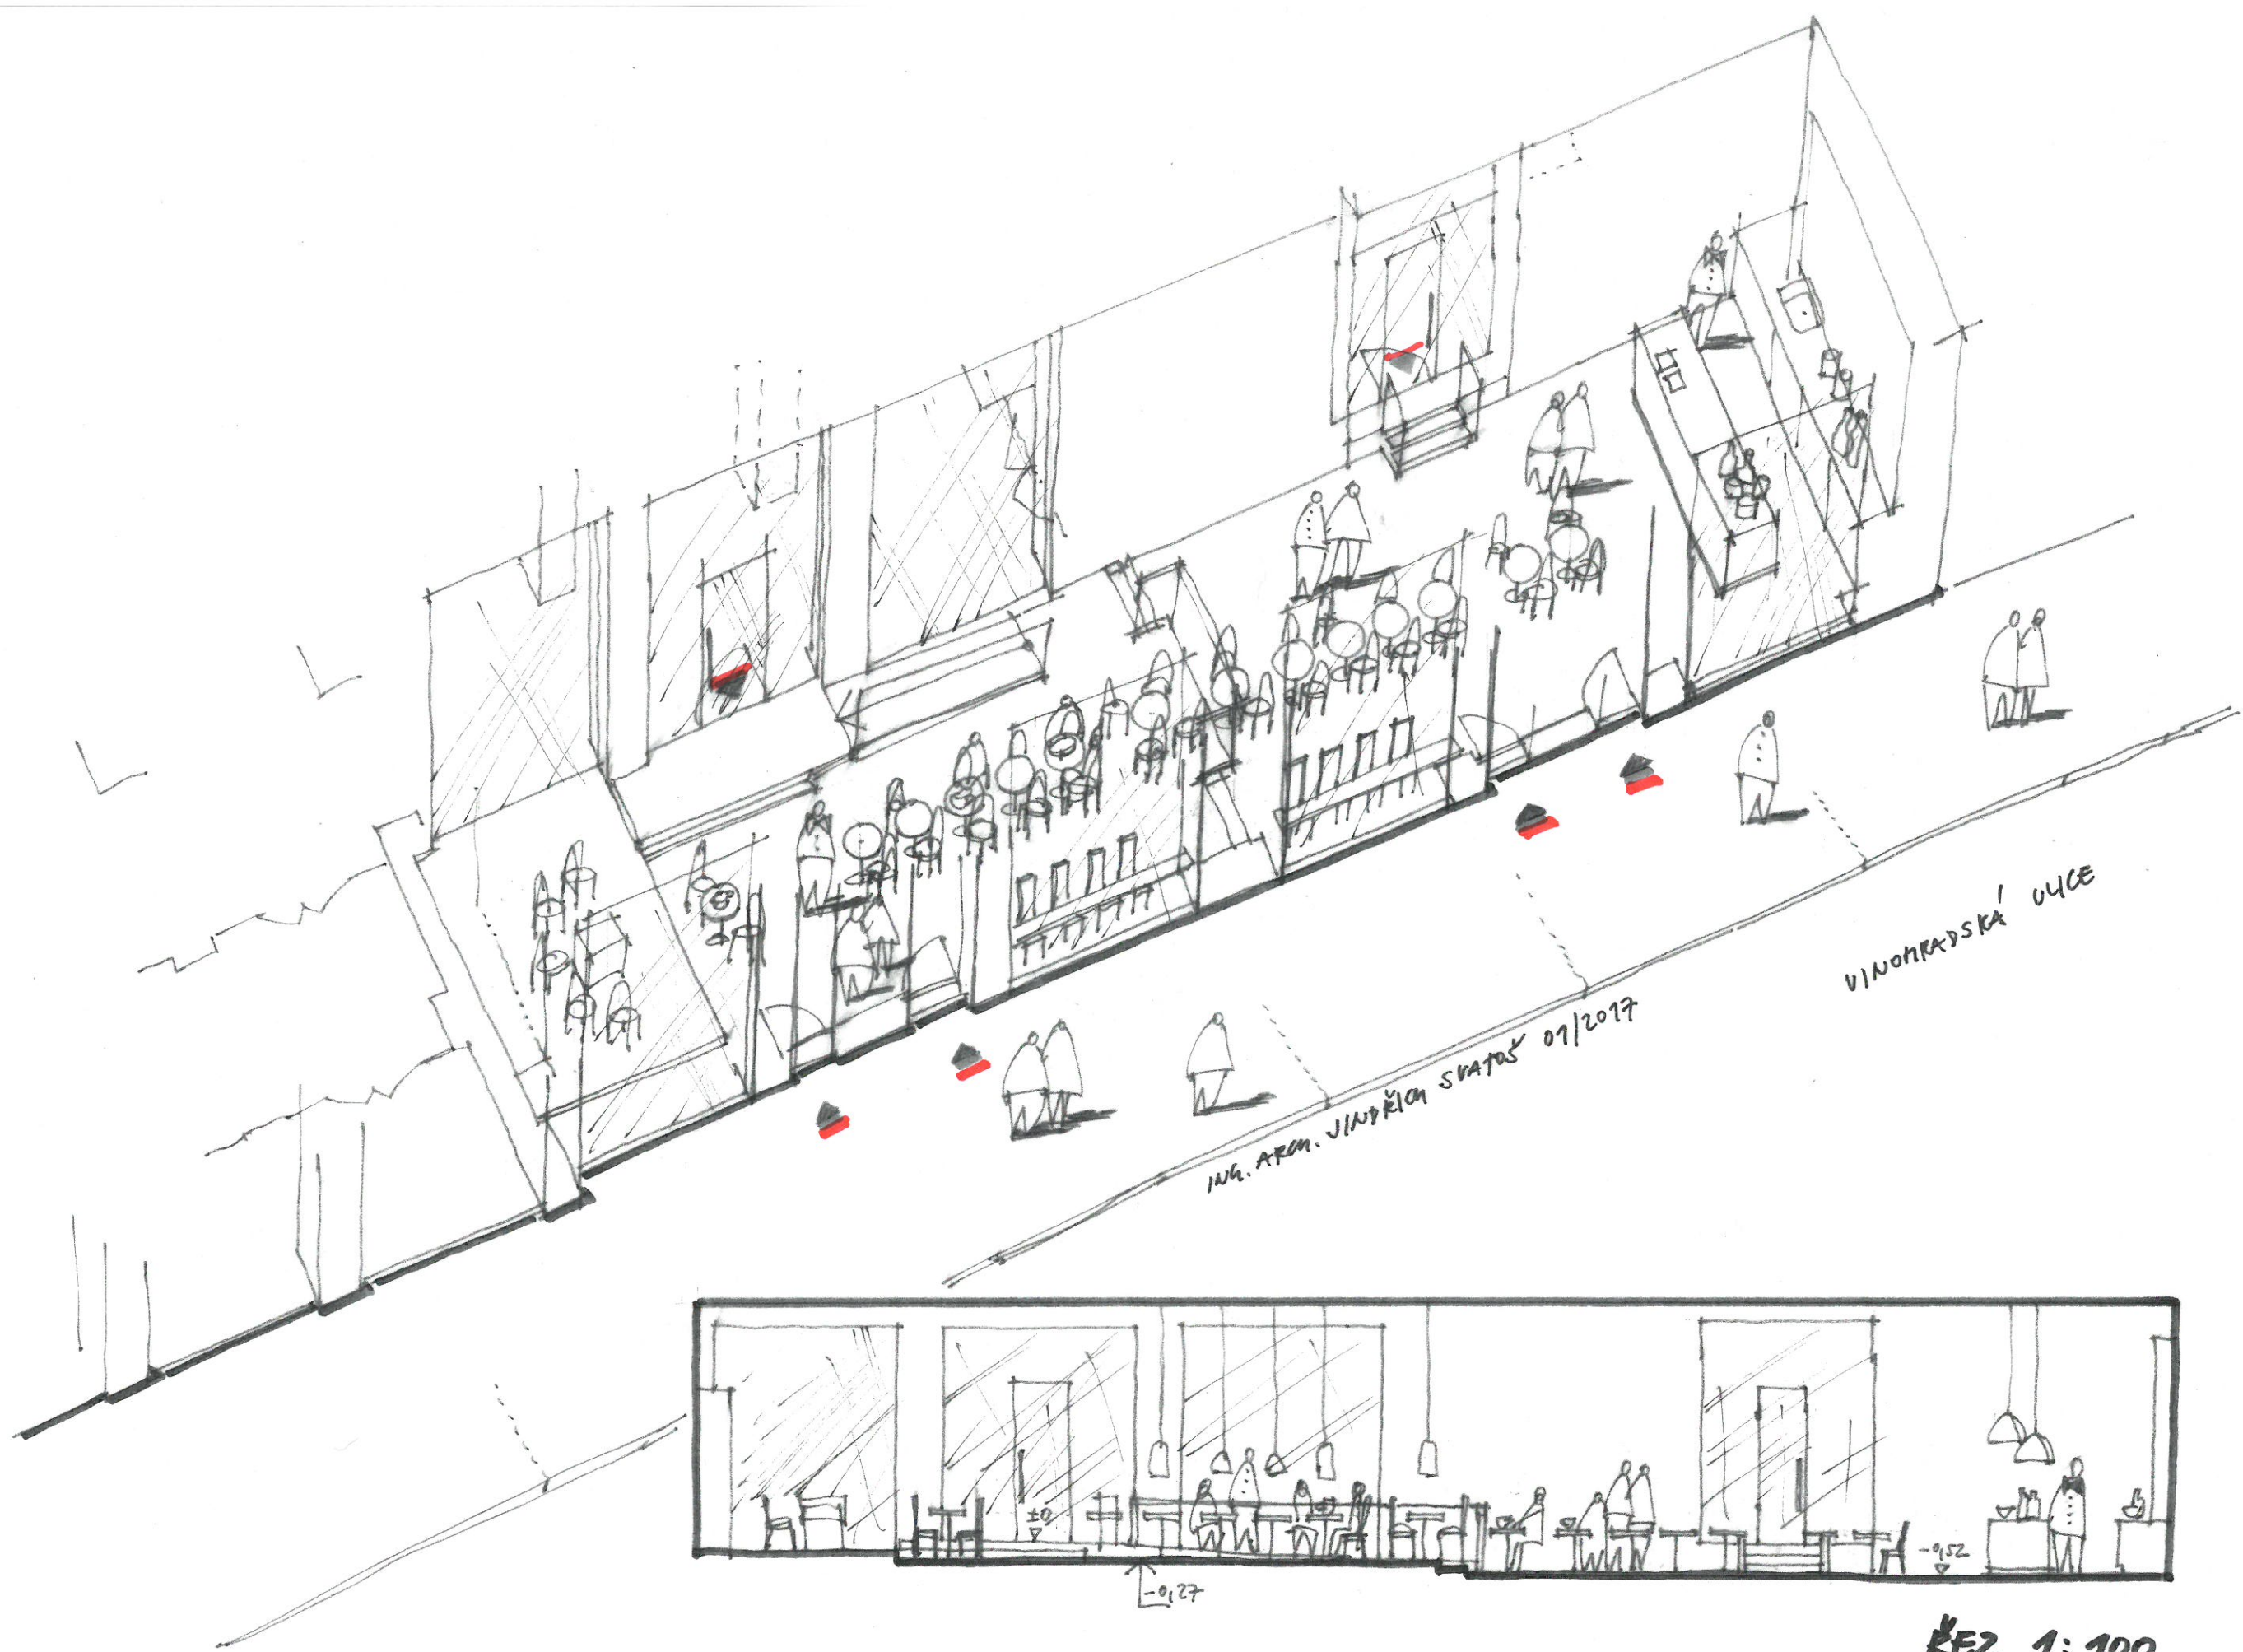 VINOHRADSKÁ ULICE
ING. ARCH. JINDŘICH SVATOŠ 01/2017
±0
-0,52
-0,27
ŘEZ 1:100